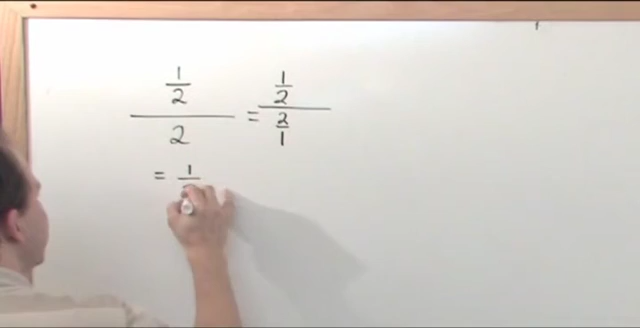 1/2 / 2 = 1/2 / 2/1
= 1/